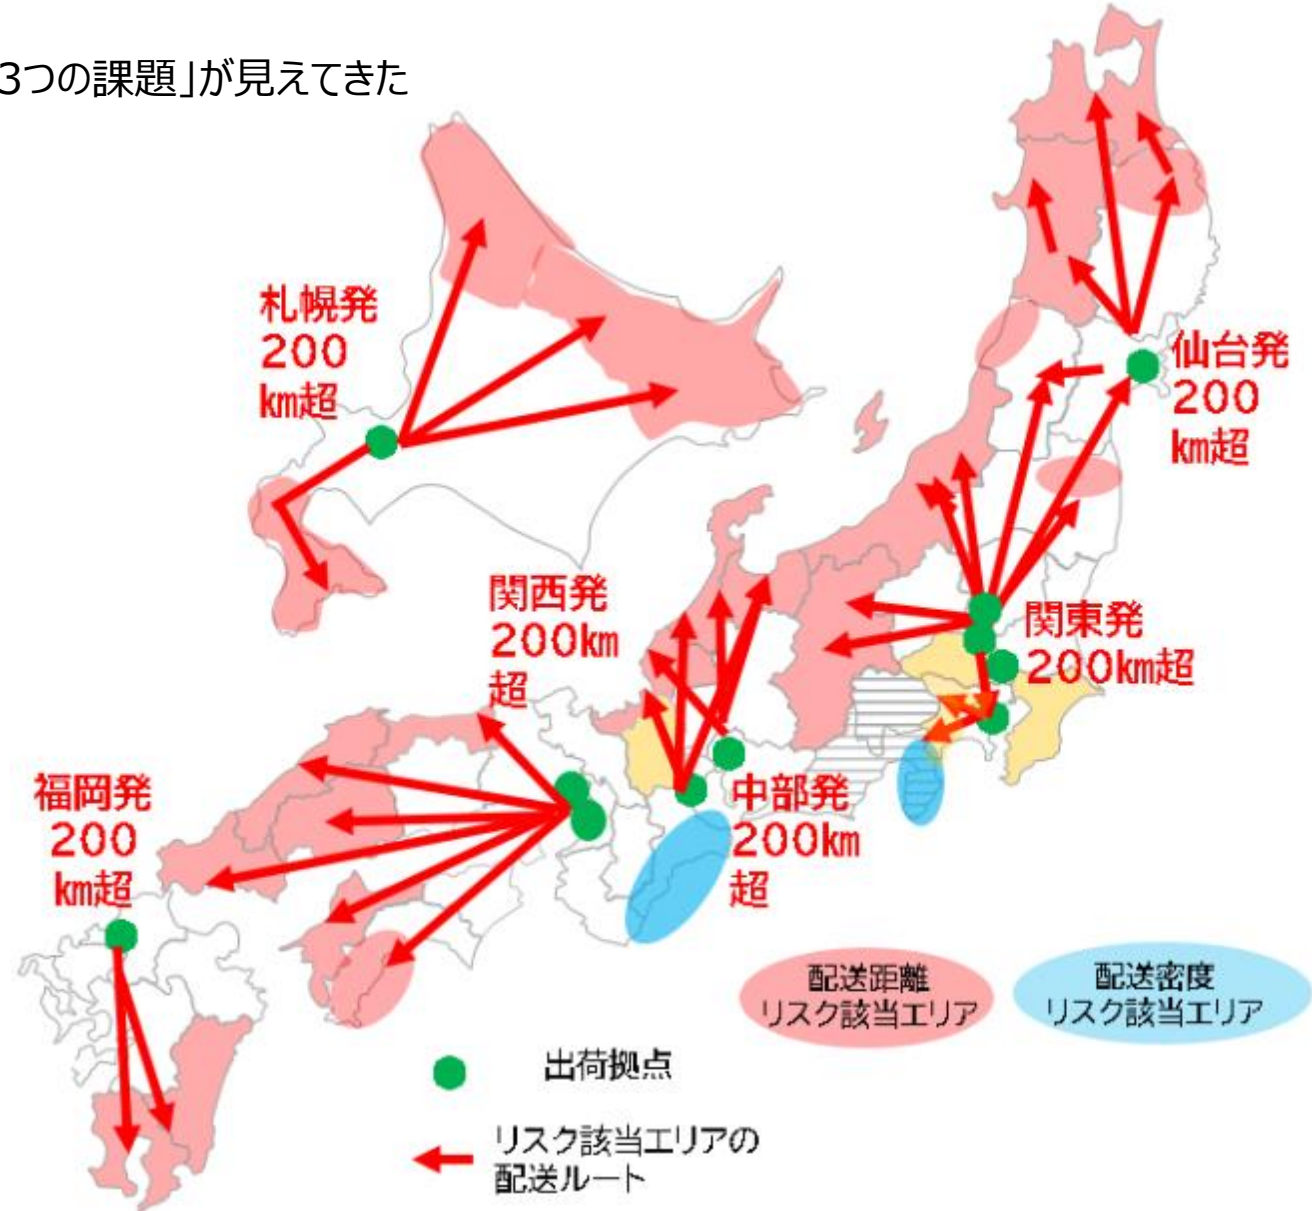 3つの課題」が見えてきた
札幌発
200
km超
仙台発
200
km超
関西発
200km
超
関東発
200km超
福岡発
200
km超
中部発
200km
超
配送距離
リスク該当エリア
配送密度
リスク該当エリア
出荷拠点
リスク該当エリアの
配送ルート